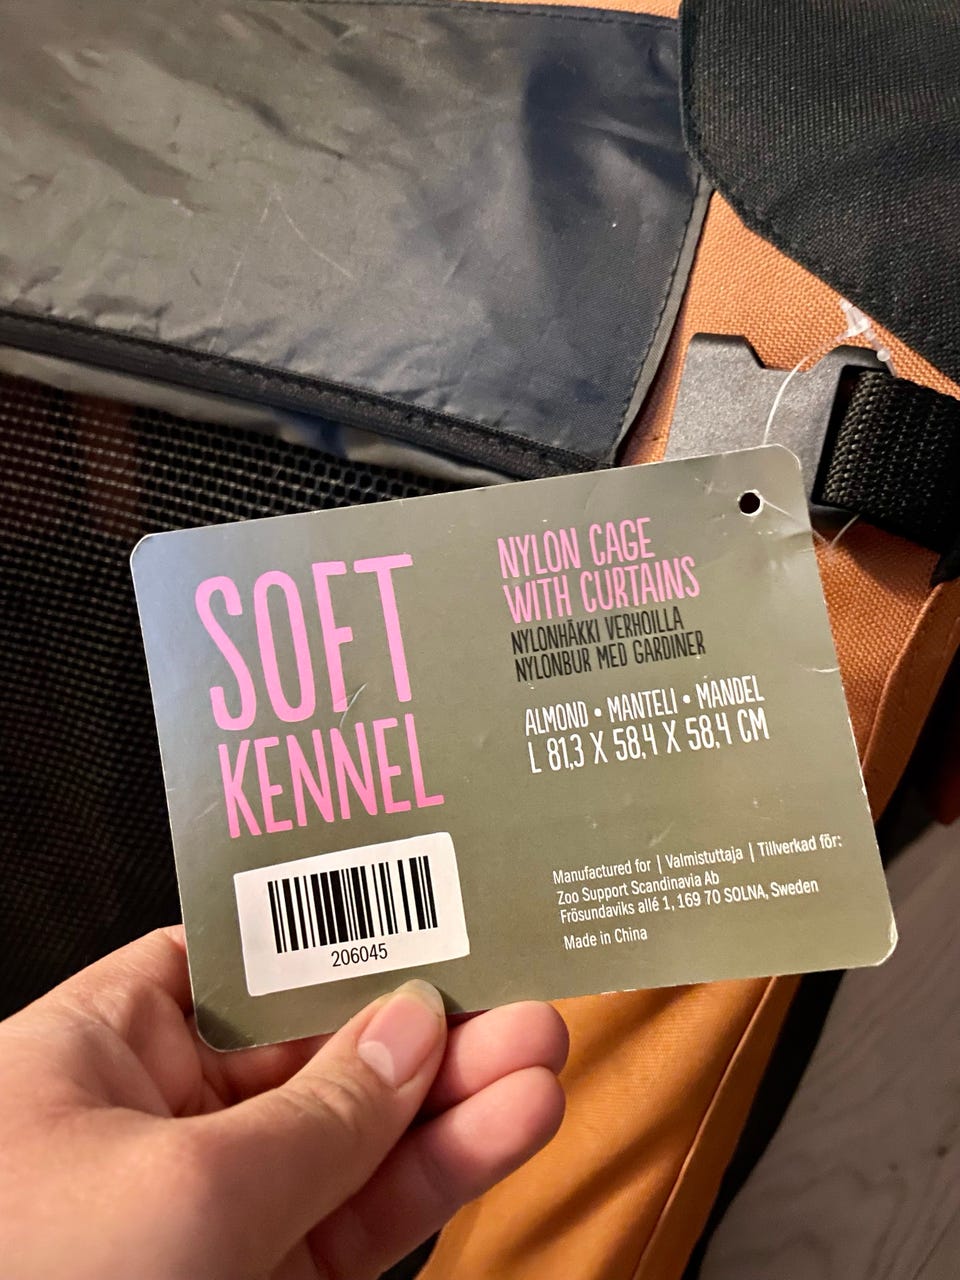 SOFT
KENNEL
206045
NYLON CAGE
WITH CURTAINS
NYLONHÄKKI VERHOILLA
NYLONBUR MED GARDINER
ALMOND • MANTELI • MANDEL
L 81,3 X 58,4 X 58,4 CM
Manufactured for | Valmistuttaja | Tillverkad för:
Zoo Support Scandinavia Ab
Frösundaviks allé 1, 169 70 SOLNA, Sweden
Made in China